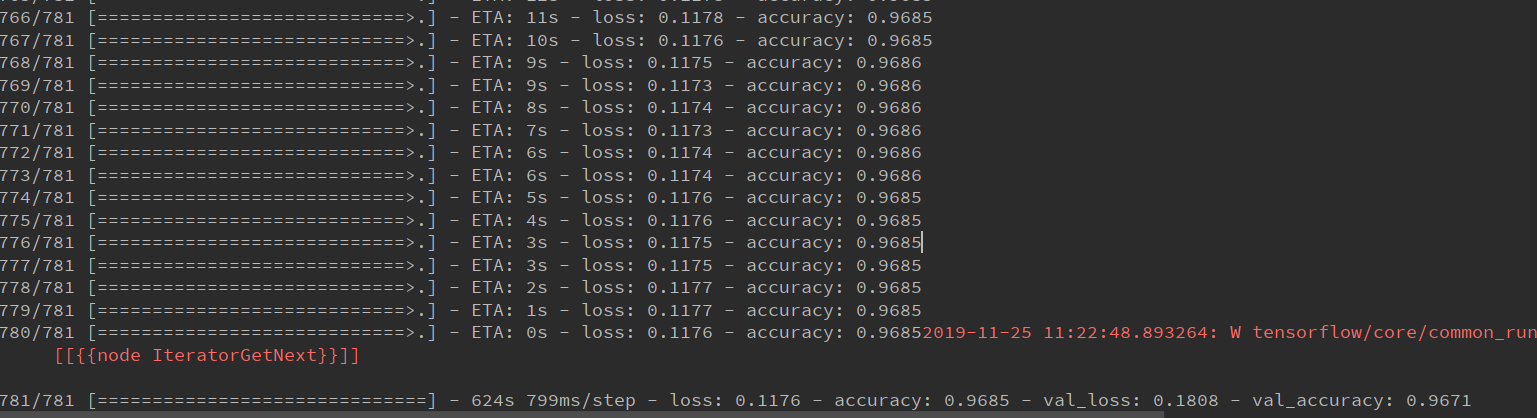 766/781 [============================>.] - ETA: 11s - loss: 0.1178 - accuracy: 0.9685
767/781 [============================>.] - ETA: 10s - loss: 0.1176 - accuracy: 0.9685
768/781 [============================>.] - ETA: 9s - loss: 0.1175 - accuracy: 0.9686
769/781 [============================>.] - ETA: 9s - loss: 0.1173 - accuracy: 0.9686
770/781 [============================>.] - ETA: 8s - loss: 0.1174 - accuracy: 0.9686
771/781 [============================>.] - ETA: 7s - loss: 0.1173 - accuracy: 0.9686
772/781 [============================>.] - ETA: 6s - loss: 0.1174 - accuracy: 0.9686
773/781 [============================>.] - ETA: 6s - loss: 0.1174 - accuracy: 0.9686
774/781 [============================>.] - ETA: 5s - loss: 0.1176 - accuracy: 0.9685
775/781 [============================>.] - ETA: 4s - loss: 0.1176 - accuracy: 0.9685
776/781 [============================>.] - ETA: 3s - loss: 0.1175 - accuracy: 0.9685
777/781 [============================>.] - ETA: 3s - loss: 0.1175 - accuracy: 0.9685
778/781 [============================>.] - ETA: 2s - loss: 0.1177 - accuracy: 0.9685
779/781 [============================>.] - ETA: 1s - loss: 0.1177 - accuracy: 0.9685
780/781 [============================>.] - ETA: 0s - loss: 0.1176 - accuracy: 0.96852019-11-25 11:22:48.893264: W tensorflow/core/common_run
[[{{node IteratorGetNext}}]]
781/781 [==============================] - 624s 799ms/step - loss: 0.1176 - accuracy: 0.9685 - val_loss: 0.1808 - val_accuracy: 0.9671